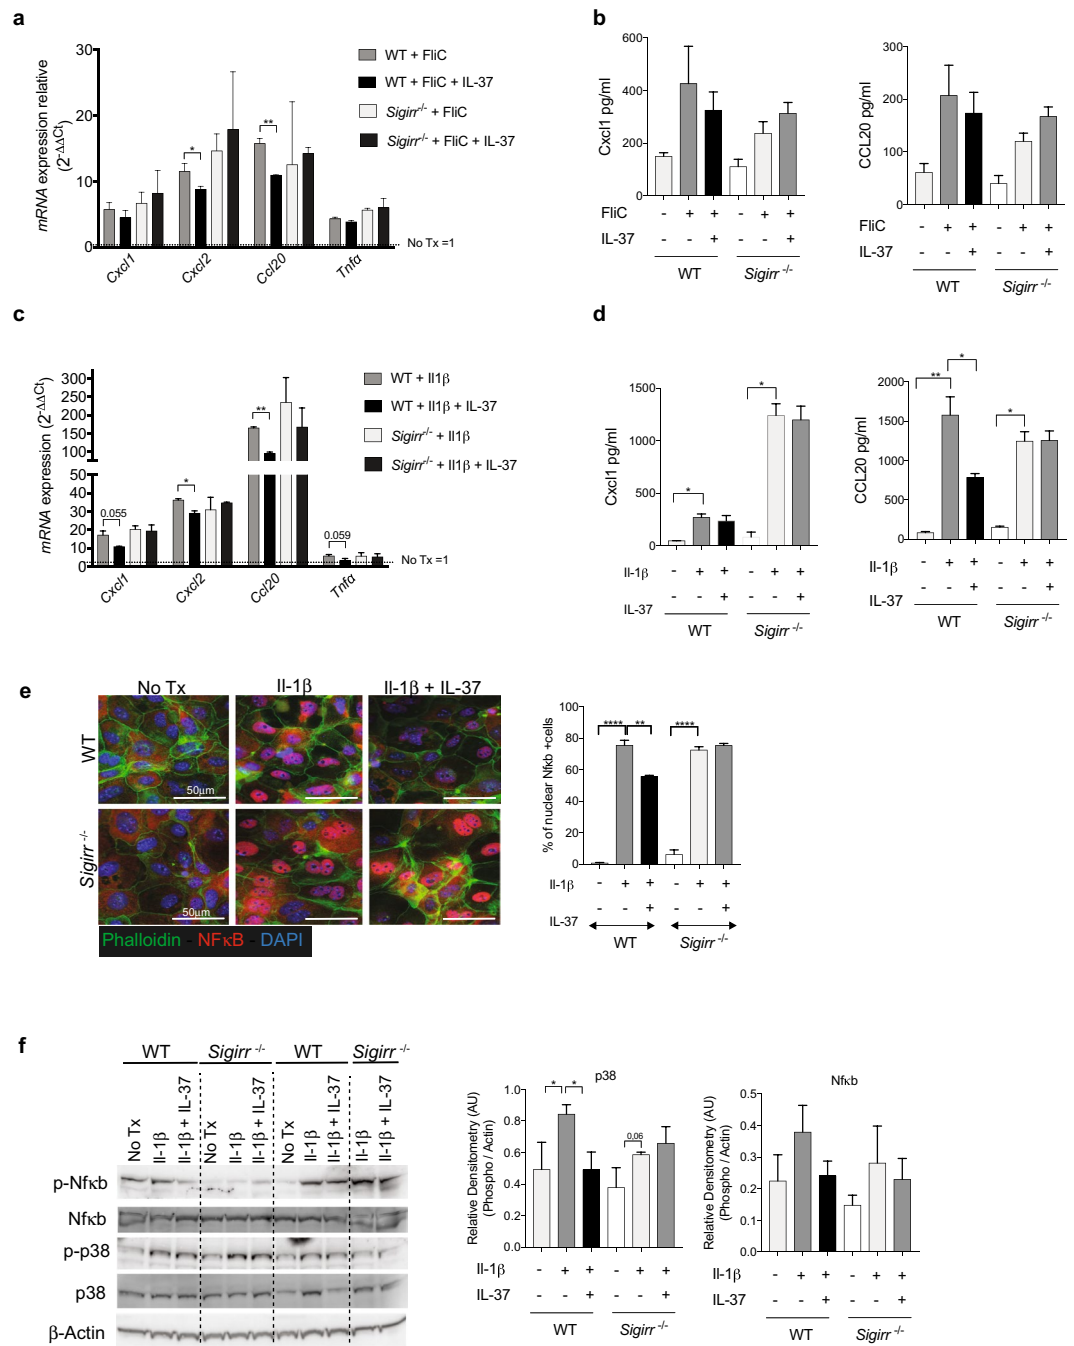 a
30
20
10
0
mRNA expression relative
(2-ΔΔCt)
WT + FliC
WT + FliC + IL-37
Sigirr-/- + FliC
Sigirr-/- + FliC + IL-37
*
**
No Tx =1
Cxcl1
Cxcl2
Ccl20
Tnfα
b
600
400
200
0
Cxcl1 pg/ml
FliC - + + - + +
IL-37 - - + - - +
WT
Sigirr -/-
300
200
100
0
CCL20 pg/ml
FliC - + + - + +
IL-37 - - + - - +
WT
Sigirr -/-
c
300
250
200
150
100
50
40
30
20
10
0
mRNA expression (2-ΔΔCt)
WT + Il1β
WT + Il1β + IL-37
Sigirr-/- + Il1β
Sigirr-/- + Il1β + IL-37
0.055
*
**
0.059
No Tx =1
Cxcl1
Cxcl2
Ccl20
Tnfα
d
1500
1000
500
0
Cxcl1 pg/ml
*
*
Il-1β - + + - + +
IL-37 - - + - - +
WT
Sigirr -/-
2000
1500
1000
500
0
CCL20 pg/ml
**
*
*
Il-1β - + + - + +
IL-37 - - + - - +
WT
Sigirr -/-
e
No Tx
Il-1β
Il-1β + IL-37
WT
50μm
Sigirr -/-
50μm
Phalloidin - NFκB - DAPI
100
80
60
40
20
0
% of nuclear Nfkb +cells
**** **
****
Il-1β - + + - + +
IL-37 - - + - - +
WT
Sigirr -/-
f
WT Sigirr -/- WT Sigirr -/-
No Tx
Il-1β
Il-1β + IL-37
No Tx
Il-1β
Il-1β + IL-37
No Tx
Il-1β
Il-1β + IL-37
Il-1β
Il-1β + IL-37
p-Nfκb
Nfκb
p-p38
p38
β-Actin
p38
1.0
0.8
0.6
0.4
0.2
0.0
Relative Densitometry (AU)
(Phospho / Actin)
* *
0,06
Il-1β - + + - + +
IL-37 - - + - - +
WT
Sigirr -/-
Nfκb
0.5
0.4
0.3
0.2
0.1
0.0
Relative Densitometry (AU)
(Phospho / Actin)
Il-1β - + + - + +
IL-37 - - + - - +
WT
Sigirr -/-